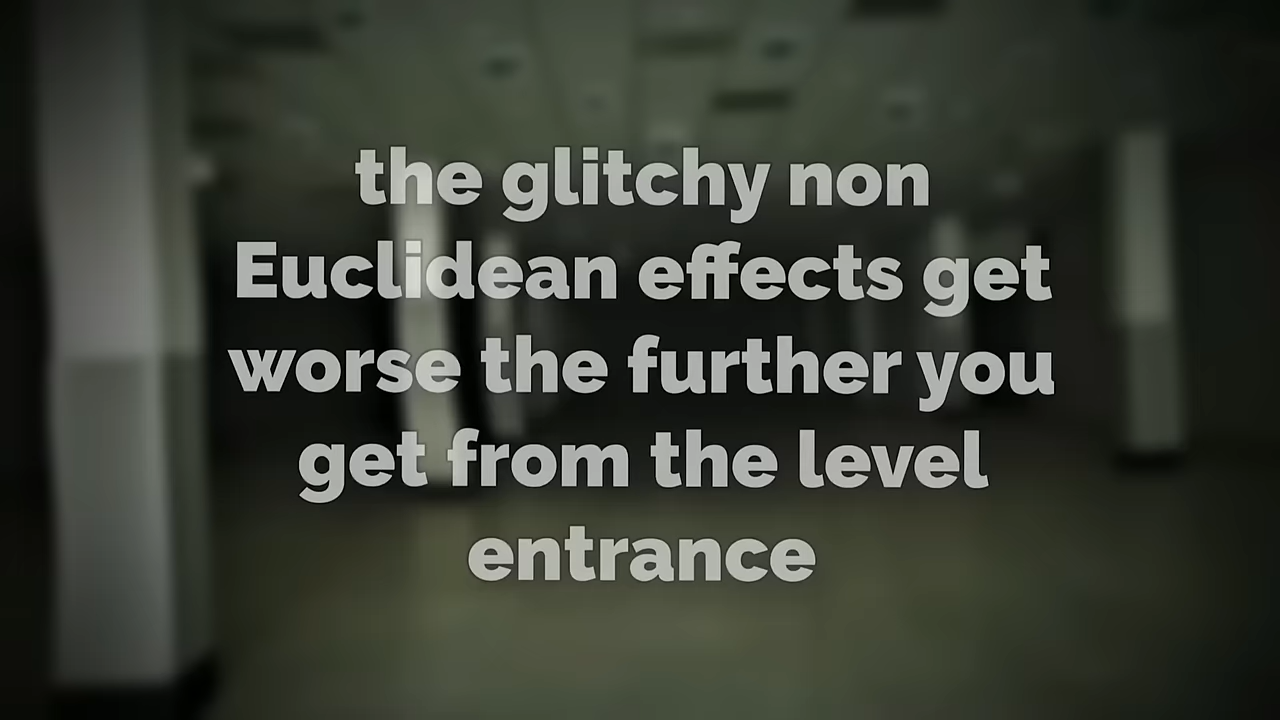 the glitchy non
Euclidean effects get
worse the further you
get from the level
entrance